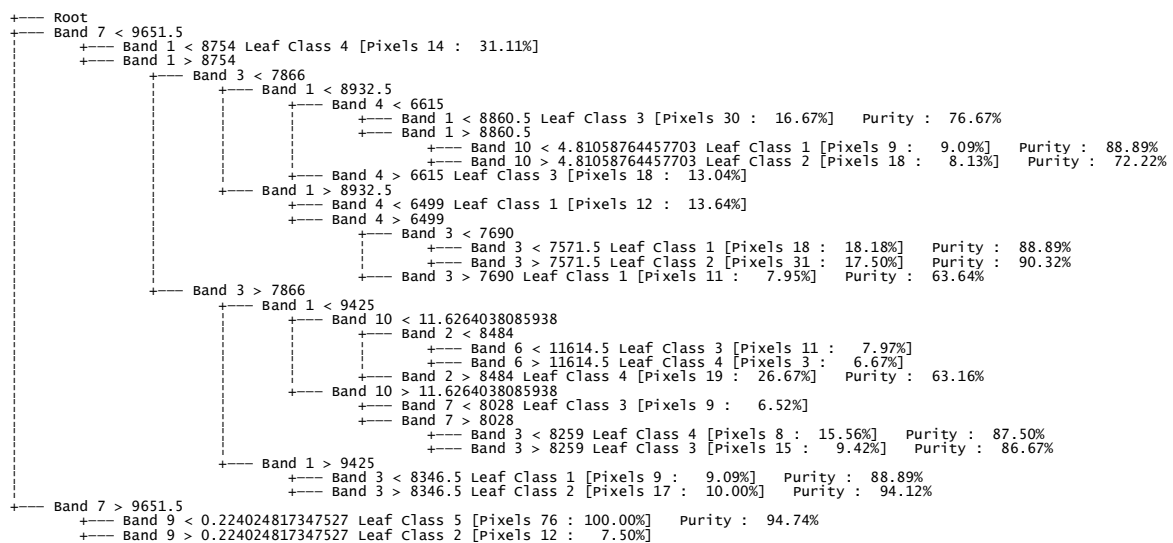 +--- Root
+--- Band 7 < 9651.5
+--- Band 1 < 8754 Leaf Class 4 [Pixels 14 : 31.11%]
+--- Band 1 > 8754
+--- Band 3 < 7866
+--- Band 1 < 8932.5
+--- Band 4 < 6615
+--- Band 1 < 8860.5 Leaf Class 3 [Pixels 30 : 16.67%] Purity : 76.67%
+--- Band 1 > 8860.5
+--- Band 10 < 4.81058764457703 Leaf Class 1 [Pixels 9 : 9.09%] Purity : 88.89%
+--- Band 10 > 4.81058764457703 Leaf Class 2 [Pixels 18 : 8.13%] Purity : 72.22%
+--- Band 4 > 6615 Leaf Class 3 [Pixels 18 : 13.04%]
+--- Band 1 > 8932.5
+--- Band 4 < 6499 Leaf Class 1 [Pixels 12 : 13.64%]
+--- Band 4 > 6499
+--- Band 3 < 7690
+--- Band 3 < 7571.5 Leaf Class 1 [Pixels 18 : 18.18%] Purity : 88.89%
+--- Band 3 > 7571.5 Leaf Class 2 [Pixels 31 : 17.50%] Purity : 90.32%
+--- Band 3 > 7690 Leaf Class 1 [Pixels 11 : 7.95%] Purity : 63.64%
+--- Band 3 > 7866
+--- Band 1 < 9425
+--- Band 10 < 11.6264038085938
+--- Band 2 < 8484
+--- Band 6 < 11614.5 Leaf Class 3 [Pixels 11 : 7.97%]
+--- Band 6 > 11614.5 Leaf Class 4 [Pixels 3 : 6.67%]
+--- Band 2 > 8484 Leaf Class 4 [Pixels 19 : 26.67%] Purity : 63.16%
+--- Band 10 > 11.6264038085938
+--- Band 7 < 8028 Leaf Class 3 [Pixels 9 : 6.52%]
+--- Band 7 > 8028
+--- Band 3 < 8259 Leaf Class 4 [Pixels 8 : 15.56%] Purity : 87.50%
+--- Band 3 > 8259 Leaf Class 3 [Pixels 15 : 9.42%] Purity : 86.67%
+--- Band 1 > 9425
+--- Band 3 < 8346.5 Leaf Class 1 [Pixels 9 : 9.09%] Purity : 88.89%
+--- Band 3 > 8346.5 Leaf Class 2 [Pixels 17 : 10.00%] Purity : 94.12%
+--- Band 7 > 9651.5
+--- Band 9 < 0.224024817347527 Leaf Class 5 [Pixels 76 : 100.00%] Purity : 94.74%
+--- Band 9 > 0.224024817347527 Leaf Class 2 [Pixels 12 : 7.50%]